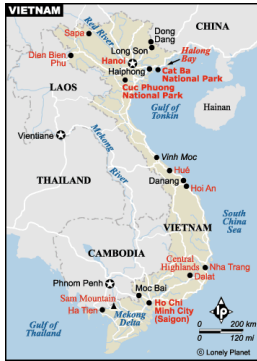 VIETNAM
CHINA
Sapa
Red River
Dong
Dang
Lang Son
Dien Bien
Phu
Hanoi
Halong
Bay
Haiphong
Cat Ba
National Park
LAOS
Cuc Phuong
National Park
Gulf of
Tonkin
Hainan
Vientiane
Mekong
River
Vinh Moc
Huê
THAILAND
Danang
Hoi An
South
China
Sea
VIETNAM
CAMBODIA
Central
Highlands
Nha Trang
Dalat
Phnom Penh
Moc Bai
Sam Mountain
Ho Chi
Minh City
(Saigon)
Ha Tien
Mekong
Delta
Gulf of
Thailand
lp
0 200 km
0 120 mi
© Lonely Planet